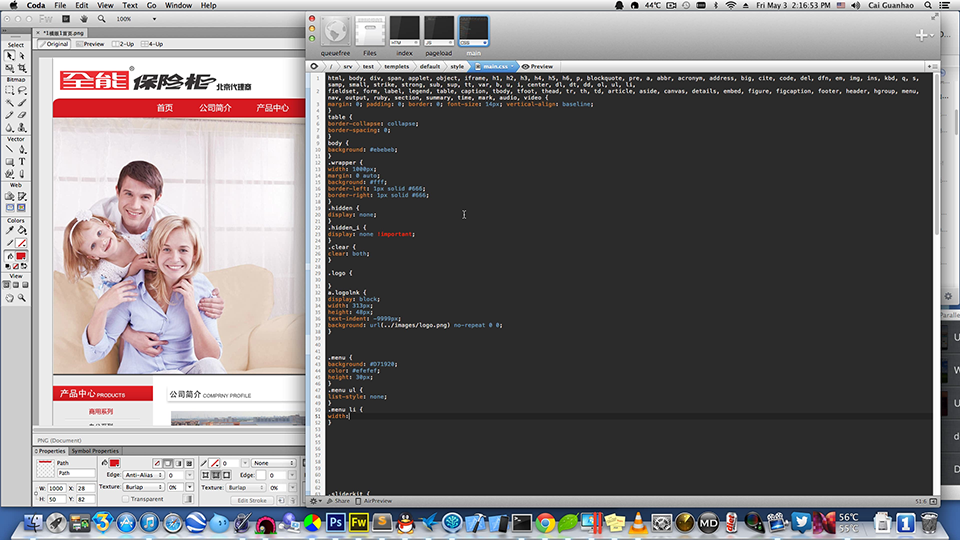 Coda File Edit View Text Go Window Help
44°C
Fri May 3 2:16:53 PM
Cai Guanhao
Fw
100%
*1模板1首页.png
Original Preview 2-Up 4-Up
Select
Bitmap
Vector
Web
Colors
View
全能® 保险柜 北京代理商
首页 公司简介 产品中心
产品中心 PRODUCTS
商用系列
公司简介 COMPRNY PROFILE
PNG (Document)
Properties Symbol Properties
Path
Path
W: 1000 X: 28
H: 50 Y: 82
Edge: Anti-Alias 0
Texture: Burlap 0%
Transparent
0 None
Edge: 0
Texture: Burlap 0%
Edit Stroke
queuefree Files index pageload main
HTM JS CSS
/ src test templets default style main.css Preview
html, body, div, span, applet, object, iframe, h1, h2, h3, h4, h5, h6, p, blockquote, pre, a, abbr, acronym, address, big, cite, code, del, dfn, em, img, ins, kbd, q, s,
samp, small, strike, strong, sub, sup, tt, var, b, u, i, center, dl, dt, dd, ol, ul, li,
fieldset, form, label, legend, table, caption, tbody, tfoot, thead, tr, th, td, article, aside, canvas, details, embed, figure, figcaption, footer, header, hgroup, menu,
nav, output, ruby, section, summary, time, mark, audio, video {
margin: 0; padding: 0; border: 0; font-size: 14px; vertical-align: baseline;
}
table {
border-collapse: collapse;
border-spacing: 0;
}
body {
background: #ebebeb;
}
.wrapper {
width: 1000px;
margin: 0 auto;
background: #fff;
border-left: 1px solid #666;
border-right: 1px solid #666;
}
.hidden {
display: none;
}
.hidden_i {
display: none !important;
}
.clear {
clear: both;
}
.logo {
}
a.logolnk {
display: block;
width: 313px;
height: 48px;
text-indent: -9999px;
background: url(../images/logo.png) no-repeat 0 0;
}
.menu {
background: #D71920;
color: #efefef;
height: 30px;
}
.menu ul {
list-style: none;
}
.menu li {
width:
}
.sliderkit {
Share AirPreview
51:6
Paralle
Ps Fw S MD
56°C
55°C
1